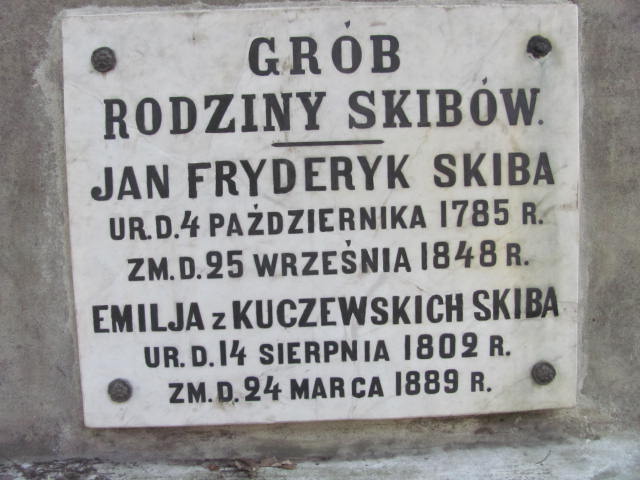 GRÓB
RODZINY SKIBÓW.
JAN FRYDERYK SKIBA
UR. D. 4 PAŹDZIERNIKA 1785 R.
ZM. D. 25 WRZEŚNIA 1848 R.
EMILJA z KUCZEWSKICH SKIBA
UR. D. 14 SIERPNIA 1802 R.
ZM. D. 24 MARCA 1889 R.